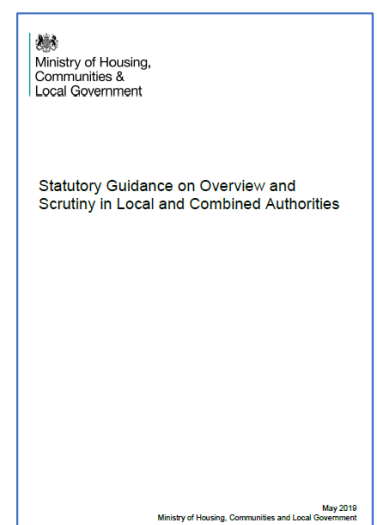 Ministry of Housing,
Communities &
Local Government
Statutory Guidance on Overview and
Scrutiny in Local and Combined Authorities
May 2019
Ministry of Housing, Communities and Local Government